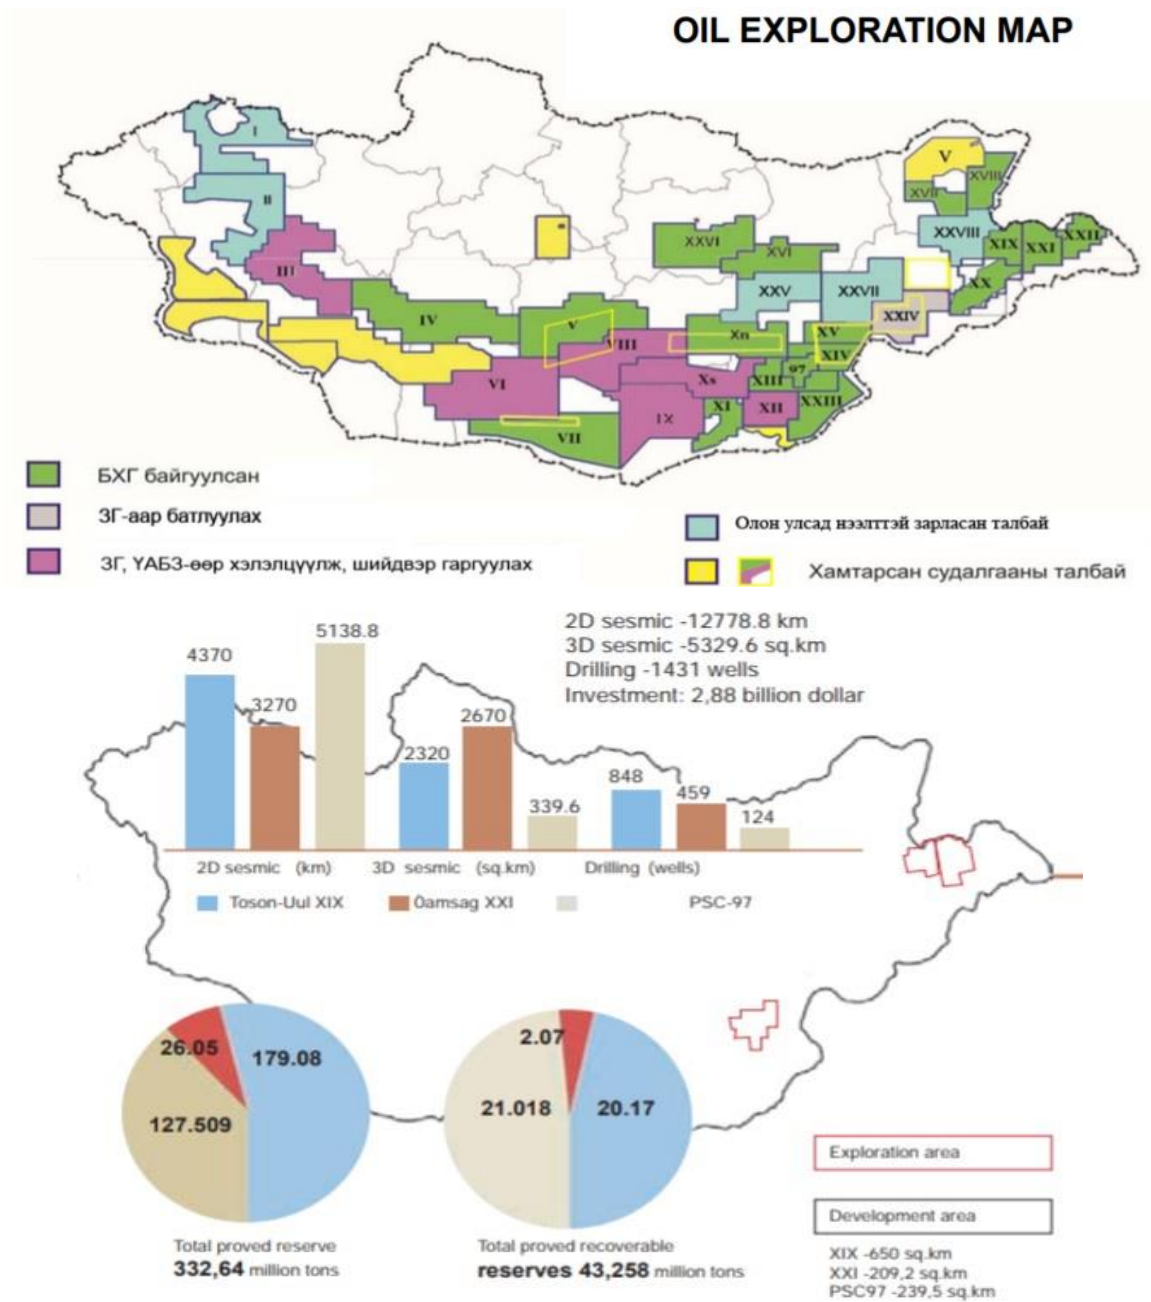 OIL EXPLORATION MAP
I
II
III
IV
V
VI
VII
VIII
IX
Xn
Xs
XI
XII
XIII
97
XIV
XV
XXIII
XXIV
XXV
XXVI
XVI
XXVII
XXVIII
V
XVII
XVIII
XIX
XX
XXI
XXII
БХГ байгуулсан
ЗГ-аар батлуулах
ЗГ, ҮАБЗ-өөр хэлэлцүүлж, шийдвэр гаргуулах
Олон улсад нээлттэй зарласан талбай
Хамтарсан судалгааны талбай
2D sesmic -12778.8 km
3D sesmic -5329.6 sq.km
Drilling -1431 wells
Investment: 2,88 billion dollar
4370
3270
5138.8
2320
2670
339.6
848
459
124
2D sesmic (km)
3D sesmic (sq.km)
Drilling (wells)
Toson-Uul XIX
0amsag XXI
PSC-97
26.05
179.08
127.509
2.07
21.018
20.17
Total proved reserve
332,64 million tons
Total proved recoverable
reserves 43,258 million tons
Exploration area
Development area
XIX -650 sq.km
XXI -209,2 sq.km
PSC97 -239,5 sq.km